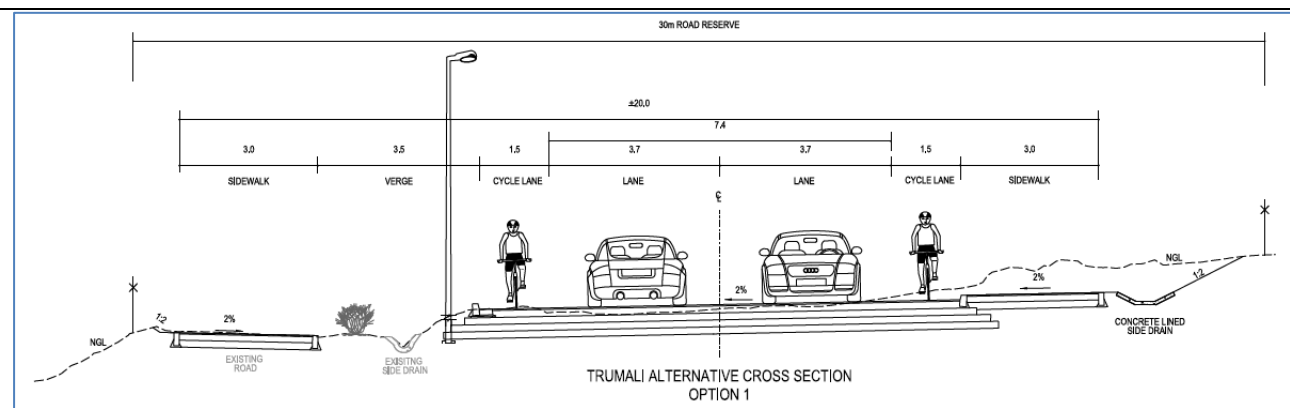 30m ROAD RESERVE
±20,0
7,4
3,0
3,5
1,5
3,7
3,7
1,5
3,0
SIDEWALK
VERGE
CYCLE LANE
LANE
LANE
CYCLE LANE
SIDEWALK
℄
NGL
1:2
2%
2%
2%
1:2
NGL
EXISTING
ROAD
EXISITNG
SIDE DRAIN
CONCRETE LINED
SIDE DRAIN
TRUMALI ALTERNATIVE CROSS SECTION
OPTION 1